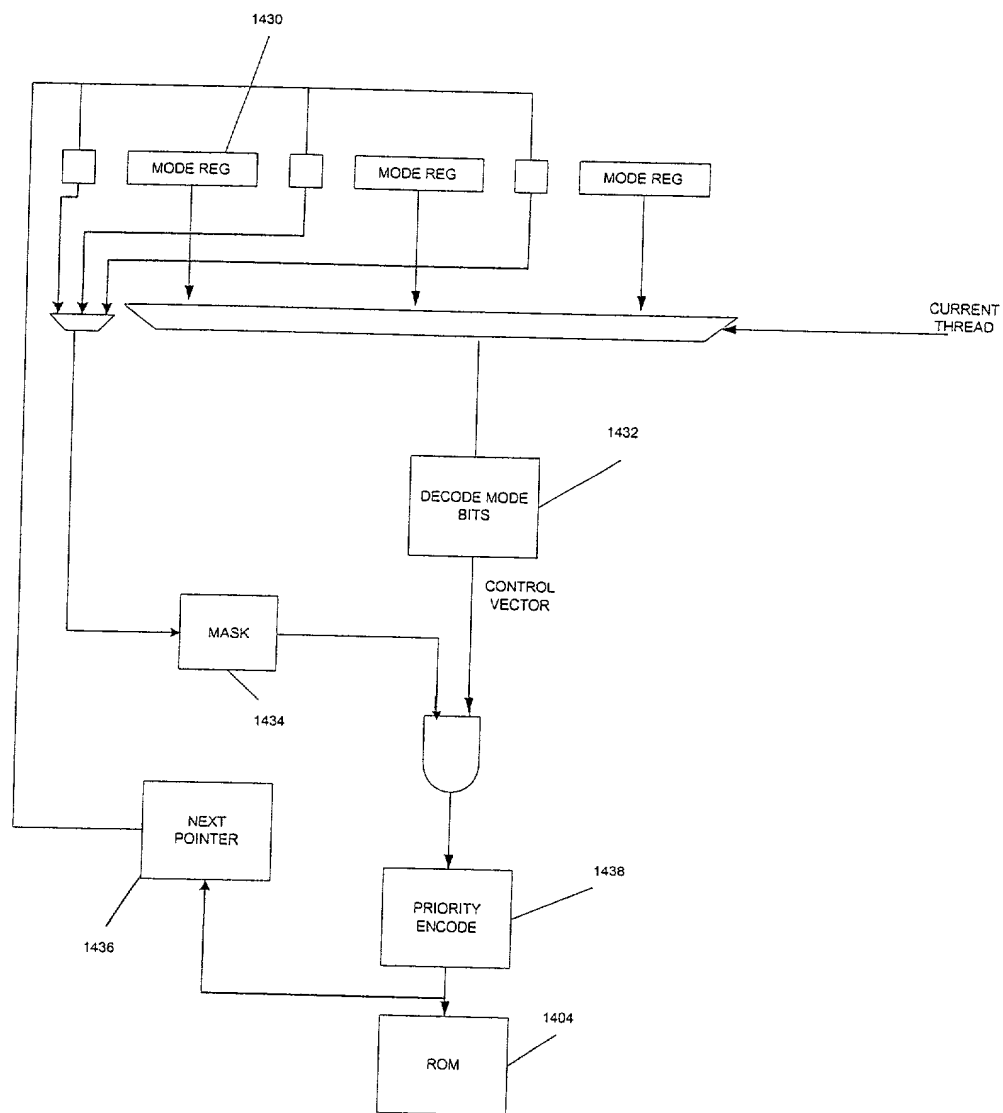 1430
MODE REG
MODE REG
MODE REG
CURRENT
THREAD
1432
DECODE MODE
BITS
CONTROL
VECTOR
MASK
1434
NEXT
POINTER
1436
1438
PRIORITY
ENCODE
1404
ROM